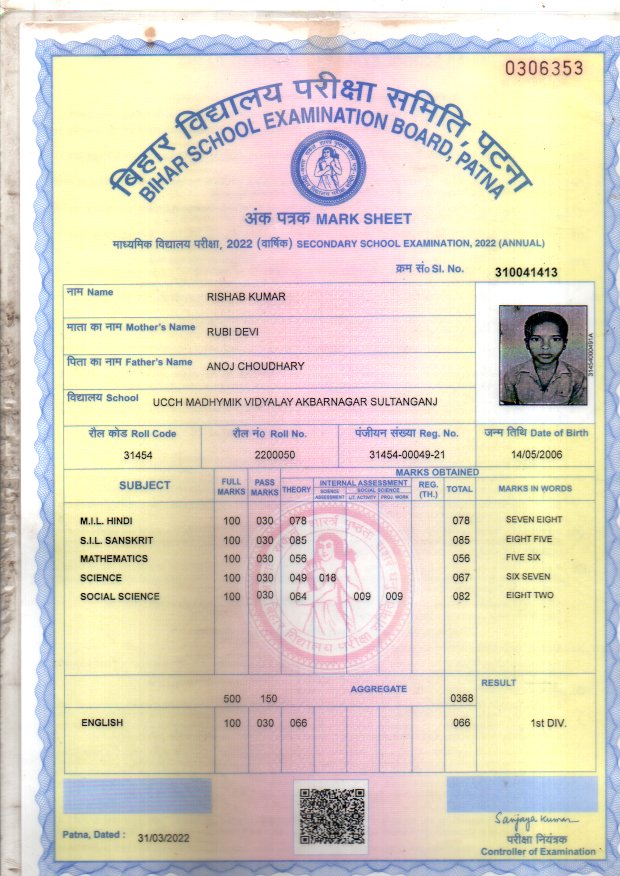 0306353
बिहार विद्यालय परीक्षा समिति, पटना
BIHAR SCHOOL EXAMINATION BOARD, PATNA
अंक पत्रक MARK SHEET
माध्यमिक विद्यालय परीक्षा, 2022 (वार्षिक) SECONDARY SCHOOL EXAMINATION, 2022 (ANNUAL)
क्रम सं० Sl. No. 310041413
नाम Name RISHAB KUMAR
माता का नाम Mother's Name RUBI DEVI
पिता का नाम Father's Name ANOJ CHOUDHARY
विद्यालय School UCCH MADHYMIK VIDYALAY AKBARNAGAR SULTANGANJ
31454000491A
रौल कोड Roll Code रौल नं० Roll No. पंजीयन संख्या Reg. No. जन्म तिथि Date of Birth
31454 2200050 31454-00049-21 14/05/2006
MARKS OBTAINED
SUBJECT FULL MARKS PASS MARKS THEORY INTERNAL ASSESSMENT REG. (TH.) TOTAL MARKS IN WORDS
SCIENCE ASSESSMENT SOCIAL SCIENCE LIT. ACTIVITY PROJ. WORK
M.I.L. HINDI 100 030 078 078 SEVEN EIGHT
S.I.L. SANSKRIT 100 030 085 085 EIGHT FIVE
MATHEMATICS 100 030 056 056 FIVE SIX
SCIENCE 100 030 049 018 067 SIX SEVEN
SOCIAL SCIENCE 100 030 064 009 009 082 EIGHT TWO
500 150 AGGREGATE 0368 RESULT
ENGLISH 100 030 066 066 1st DIV.
Patna, Dated : 31/03/2022
Sanjaya Kumar
परीक्षा नियंत्रक
Controller of Examination